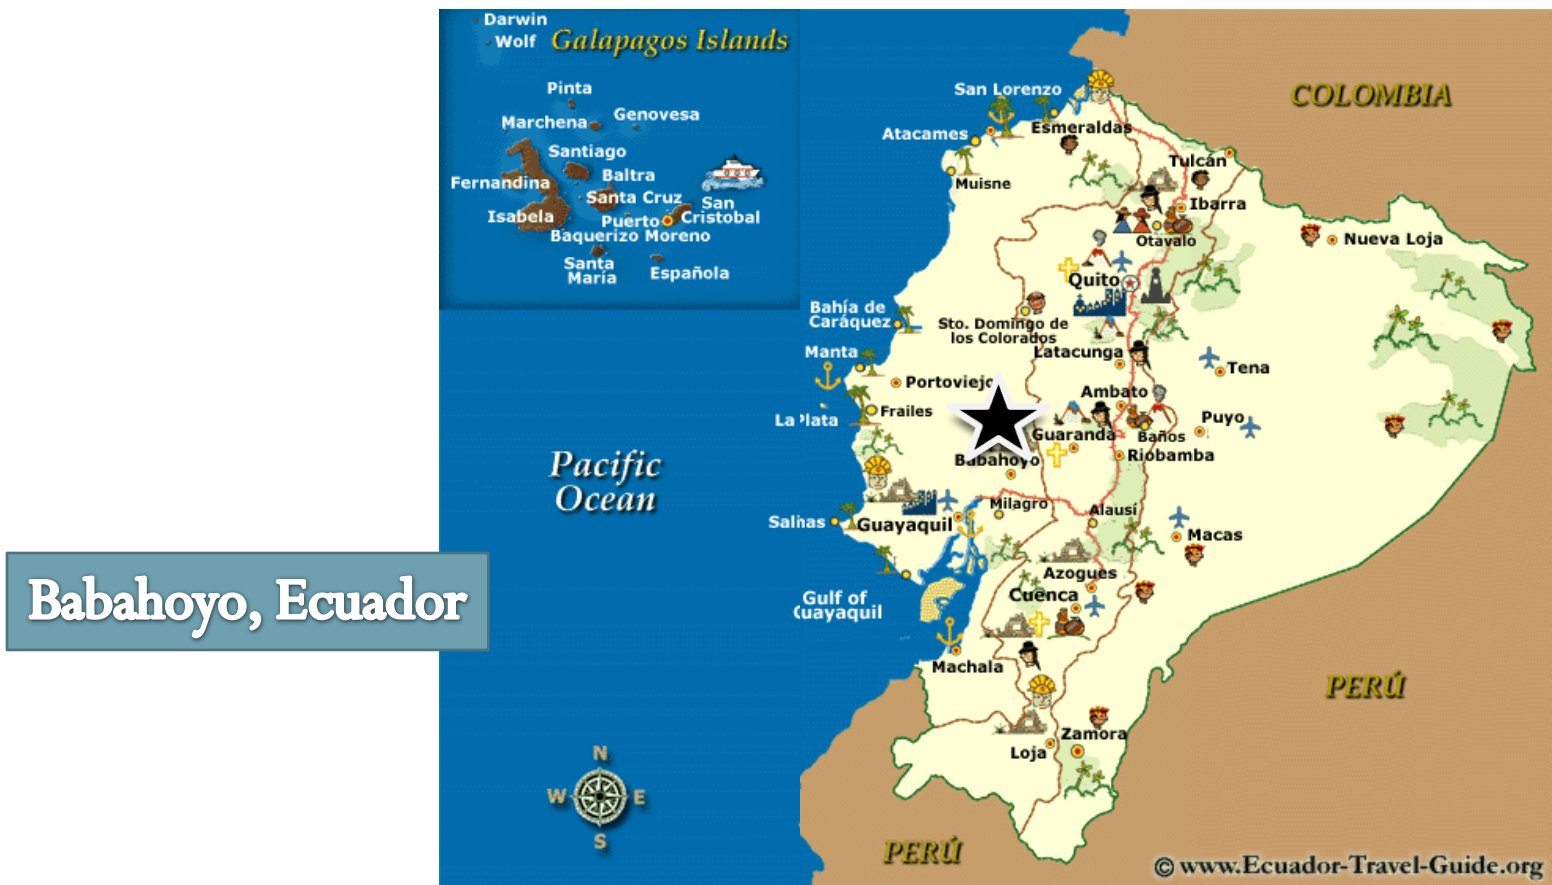 Darwin
Wolf
Galapagos Islands
Pinta
Genovesa
Marchena
Santiago
Baltra
Fernandina
Santa Cruz
San
Cristobal
Isabela
Puerto
Baquerizo Moreno
Santa
María
Española
COLOMBIA
San Lorenzo
Esmeraldas
Atacames
Tulcán
Muisne
Ibarra
Otavalo
Nueva Loja
Quito
Bahía de
Caráquez
Sto. Domingo de
los Colorados
Manta
Latacunga
Tena
Portoviejo
Ambato
La Plata
Frailes
Puyo
Guaranda
Baños
Babahoyo
Riobamba
Pacific
Ocean
Milagro
Alausí
Salinas
Guayaquil
Macas
Azogues
Babahoyo, Ecuador
Cuenca
Gulf of
Guayaquil
Machala
PERÚ
Zamora
Loja
N
W
E
S
PERÚ
© www.Ecuador-Travel-Guide.org